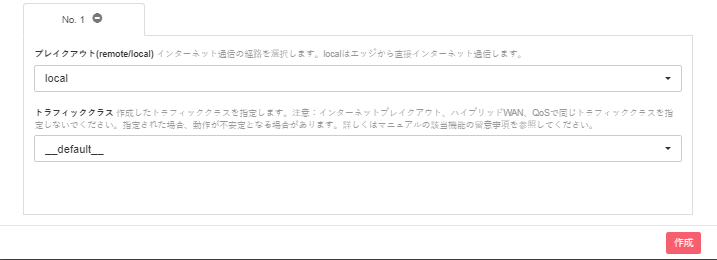 No. 1
ブレイクアウト(remote/local) インターネット通信の経路を選択します。localはエッジから直接インターネット通信します。
local
トラフィッククラス 作成したトラフィッククラスを指定します。注意：インターネットブレイクアウト、ハイブリッドWAN、QoSで同じトラフィッククラスを指
定しないでください。指定された場合、動作が不安定となる場合があります。詳しくはマニュアルの該当機能の留意事項を参照してください。
__default__
作成